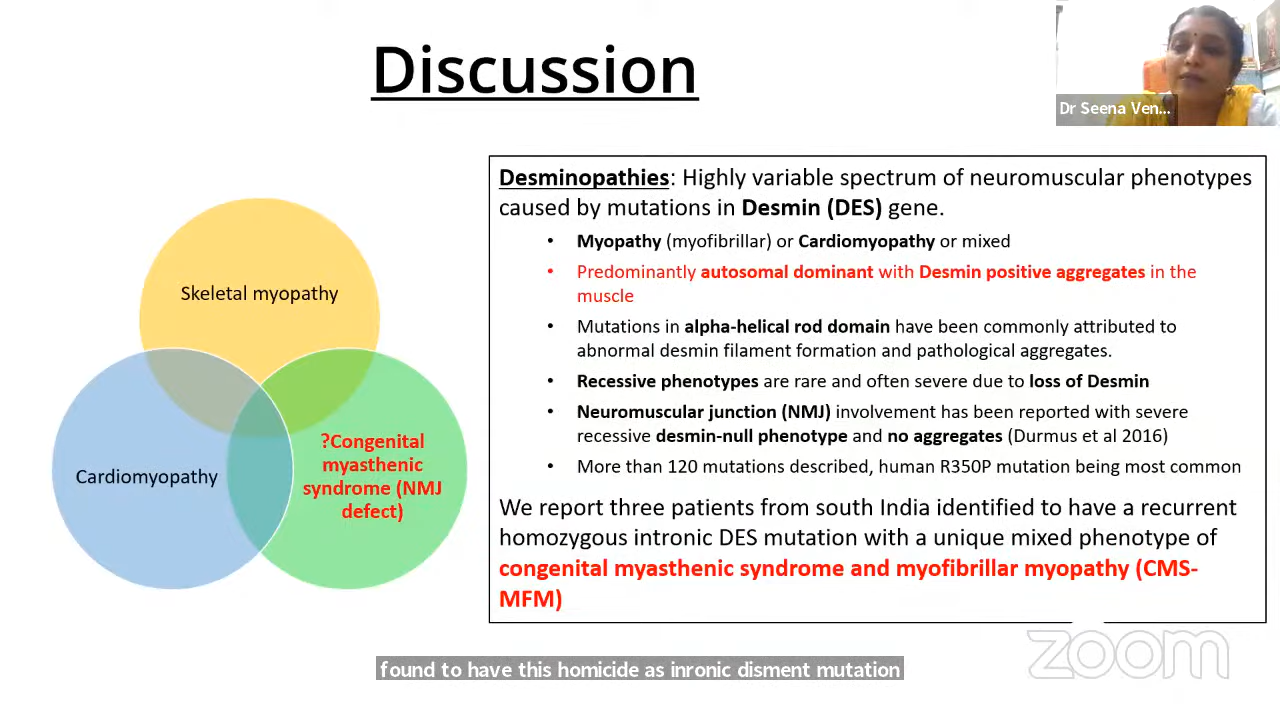 Discussion
Dr Seena Ven...
Skeletal myopathy
Cardiomyopathy
?Congenital
myasthenic
syndrome (NMJ
defect)
Desminopathies: Highly variable spectrum of neuromuscular phenotypes
caused by mutations in Desmin (DES) gene.
• Myopathy (myofibrillar) or Cardiomyopathy or mixed
• Predominantly autosomal dominant with Desmin positive aggregates in the
muscle
• Mutations in alpha-helical rod domain have been commonly attributed to
abnormal desmin filament formation and pathological aggregates.
• Recessive phenotypes are rare and often severe due to loss of Desmin
• Neuromuscular junction (NMJ) involvement has been reported with severe
recessive desmin-null phenotype and no aggregates (Durmus et al 2016)
• More than 120 mutations described, human R350P mutation being most common
We report three patients from south India identified to have a recurrent
homozygous intronic DES mutation with a unique mixed phenotype of
congenital myasthenic syndrome and myofibrillar myopathy (CMS-
MFM)
zoom
found to have this homicide as inronic disment mutation